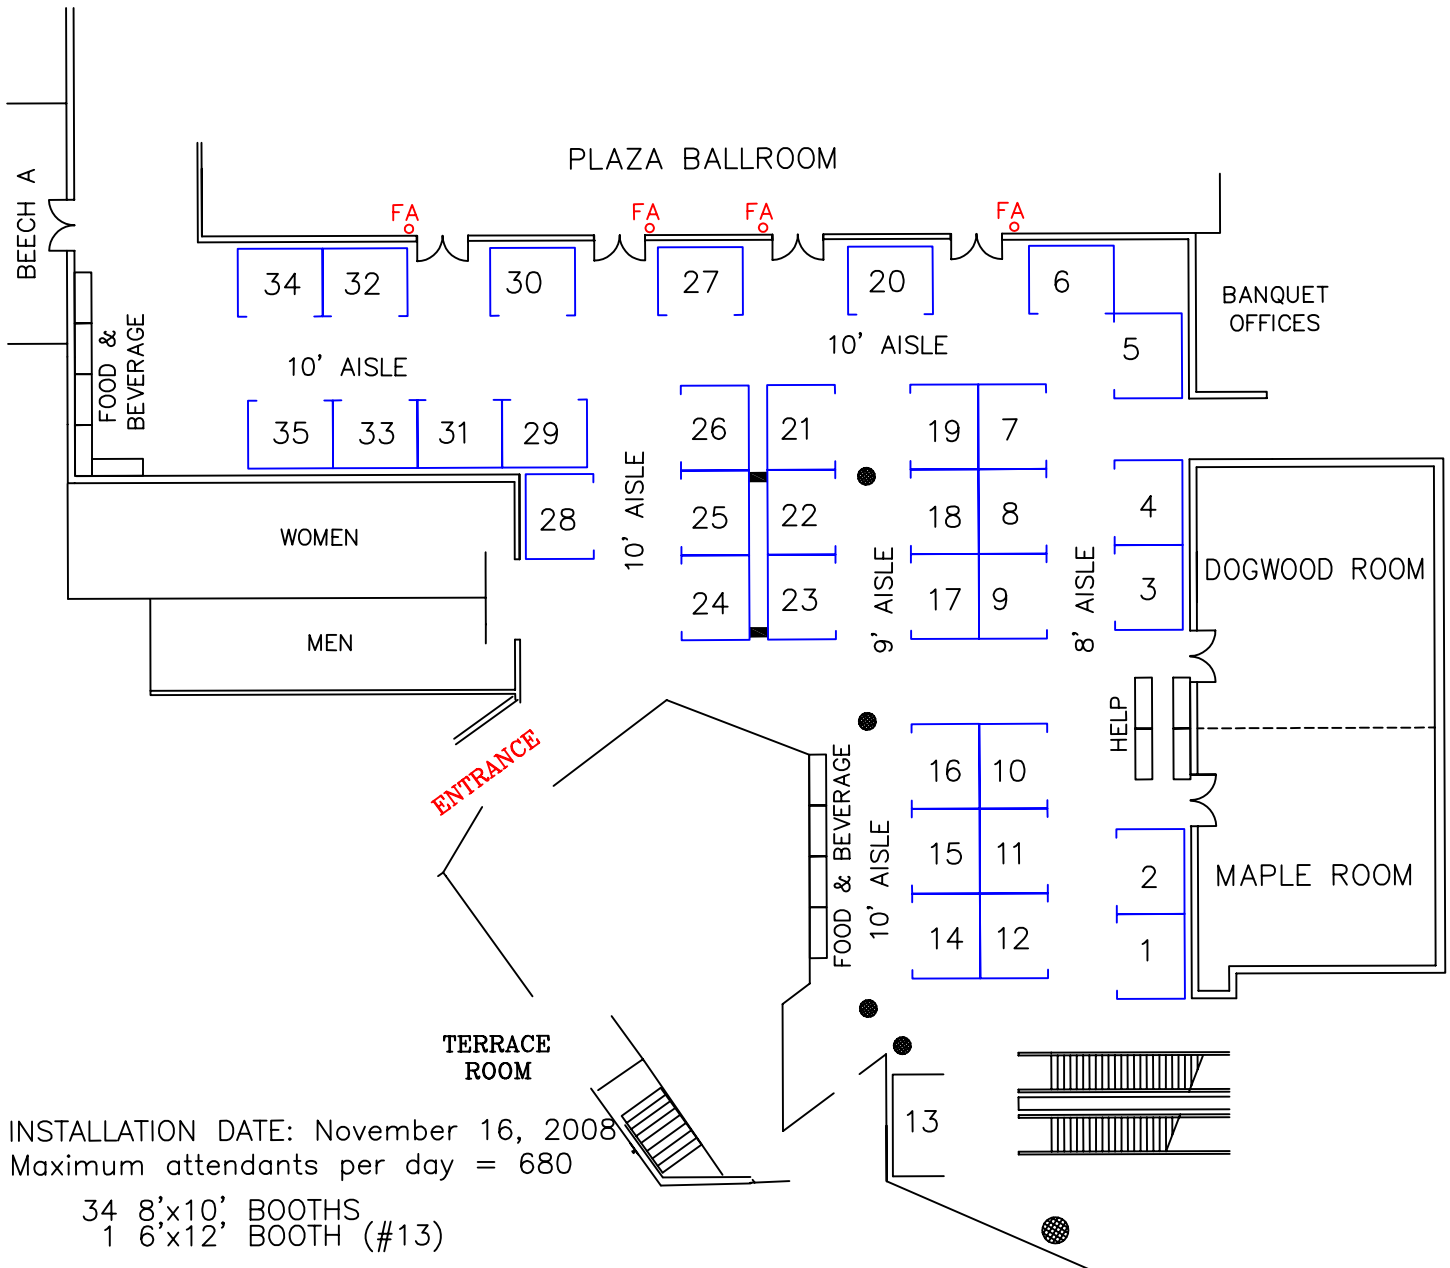 PLAZA BALLROOM
BEECH A
FA
FA
FA
FA
34
32
30
27
20
6
BANQUET
OFFICES
5
FOOD &
BEVERAGE
10' AISLE
10' AISLE
35
33
31
29
26
21
19
7
28
10' AISLE
25
22
18
8
4
WOMEN
24
23
9' AISLE
17
9
8' AISLE
3
DOGWOOD ROOM
MEN
HELP
ENTRANCE
FOOD & BEVERAGE
10' AISLE
16
10
15
11
2
MAPLE ROOM
14
12
1
TERRACE
ROOM
13
INSTALLATION DATE: November 16, 2008
Maximum attendants per day = 680
34 8'x10' BOOTHS
1 6'x12' BOOTH (#13)